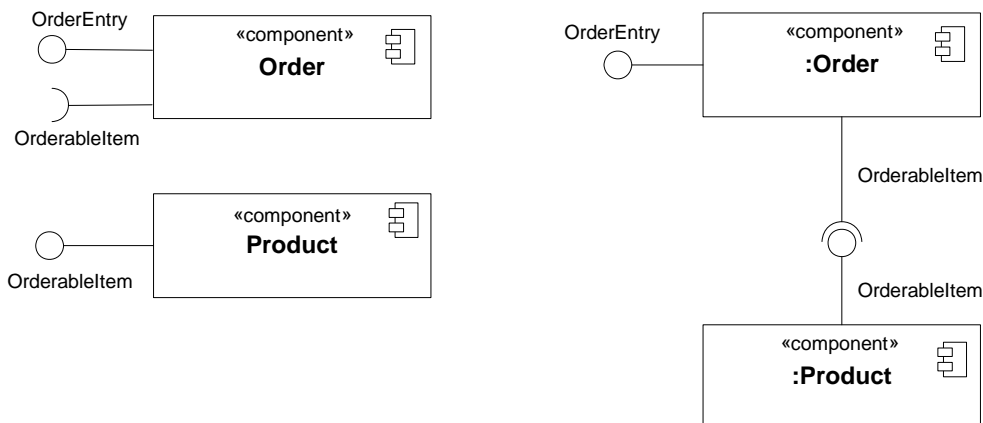 OrderEntry
«component»
Order
OrderableItem
«component»
Product
OrderableItem
OrderEntry
«component»
:Order
OrderableItem
OrderableItem
«component»
:Product